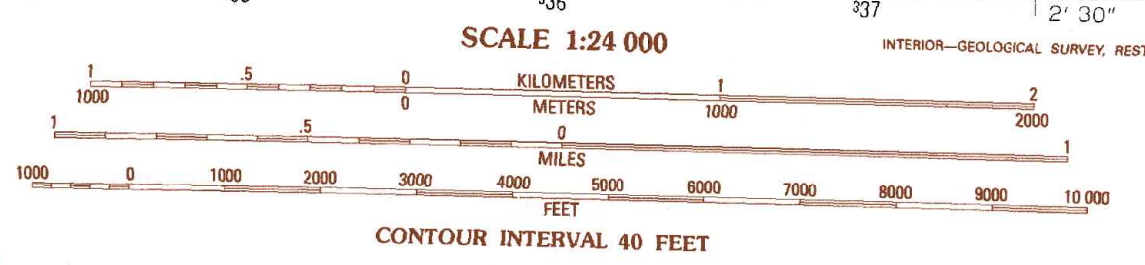 ³36 ³37 2' 30"
SCALE 1:24 000
INTERIOR—GEOLOGICAL SURVEY, REST
1 .5 0 KILOMETERS 1 2
1000 0 METERS 1000 2000
1 .5 0 1
MILES
1000 0 1000 2000 3000 4000 5000 6000 7000 8000 9000 10 000
FEET
CONTOUR INTERVAL 40 FEET